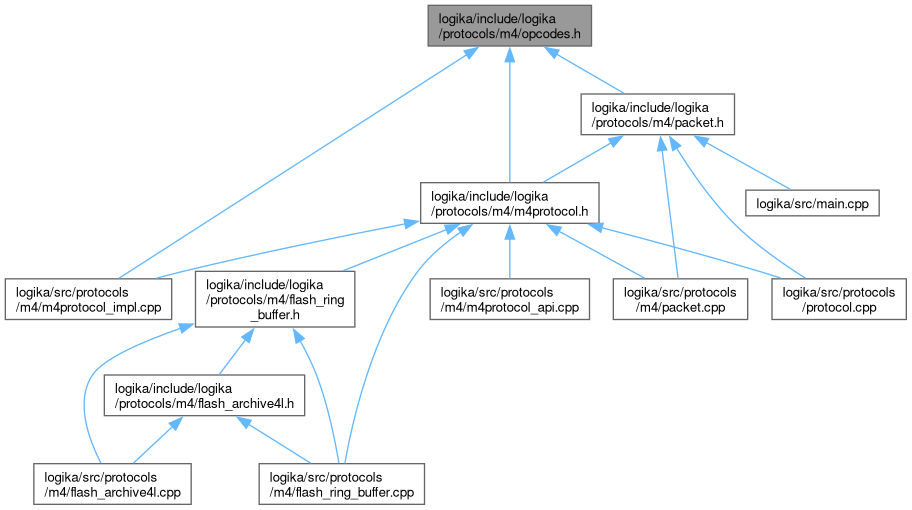 logika/include/logika
/protocols/m4/opcodes.h
logika/include/logika
/protocols/m4/packet.h
logika/include/logika
/protocols/m4/m4protocol.h
logika/src/main.cpp
logika/src/protocols
/m4/m4protocol_impl.cpp
logika/include/logika
/protocols/m4/flash_ring
_buffer.h
logika/src/protocols
/m4/m4protocol_api.cpp
logika/src/protocols
/m4/packet.cpp
logika/src/protocols
/protocol.cpp
logika/include/logika
/protocols/m4/flash_archive4l.h
logika/src/protocols
/m4/flash_archive4l.cpp
logika/src/protocols
/m4/flash_ring_buffer.cpp